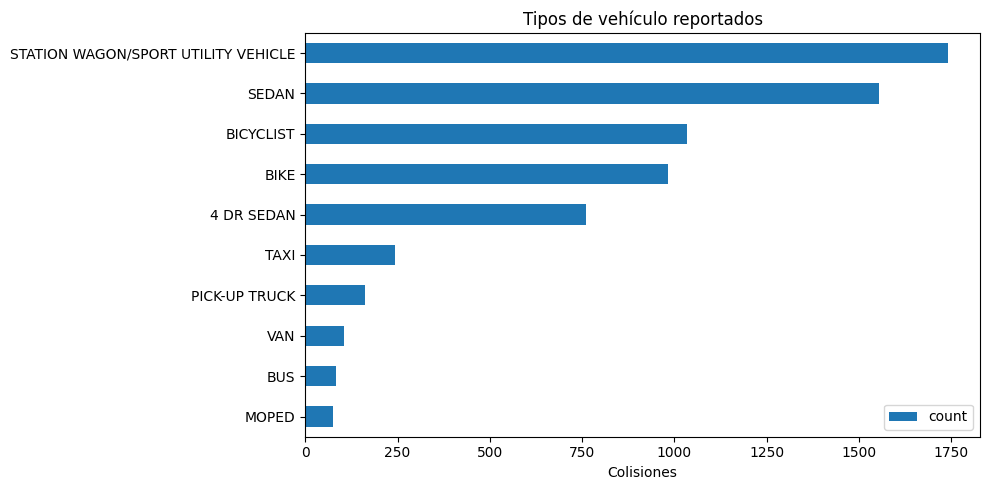 Tipos de vehículo reportados
STATION WAGON/SPORT UTILITY VEHICLE
SEDAN
BICYCLIST
BIKE
4 DR SEDAN
TAXI
PICK-UP TRUCK
VAN
BUS
MOPED
count
0 250 500 750 1000 1250 1500 1750
Colisiones